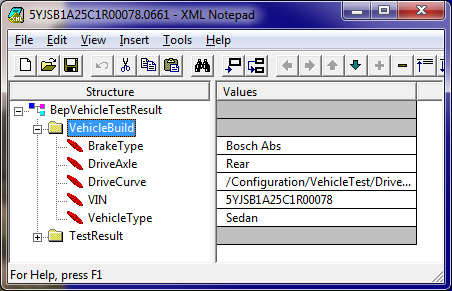 5YJSB1A25C1R00078.0661 - XML Notepad
File Edit View Insert Tools Help
Structure Values
BepVehicleTestResult
VehicleBuild
BrakeType Bosch Abs
DriveAxle Rear
DriveCurve /Configuration/VehicleTest/Drive...
VIN 5YJSB1A25C1R00078
VehicleType Sedan
TestResult
For Help, press F1